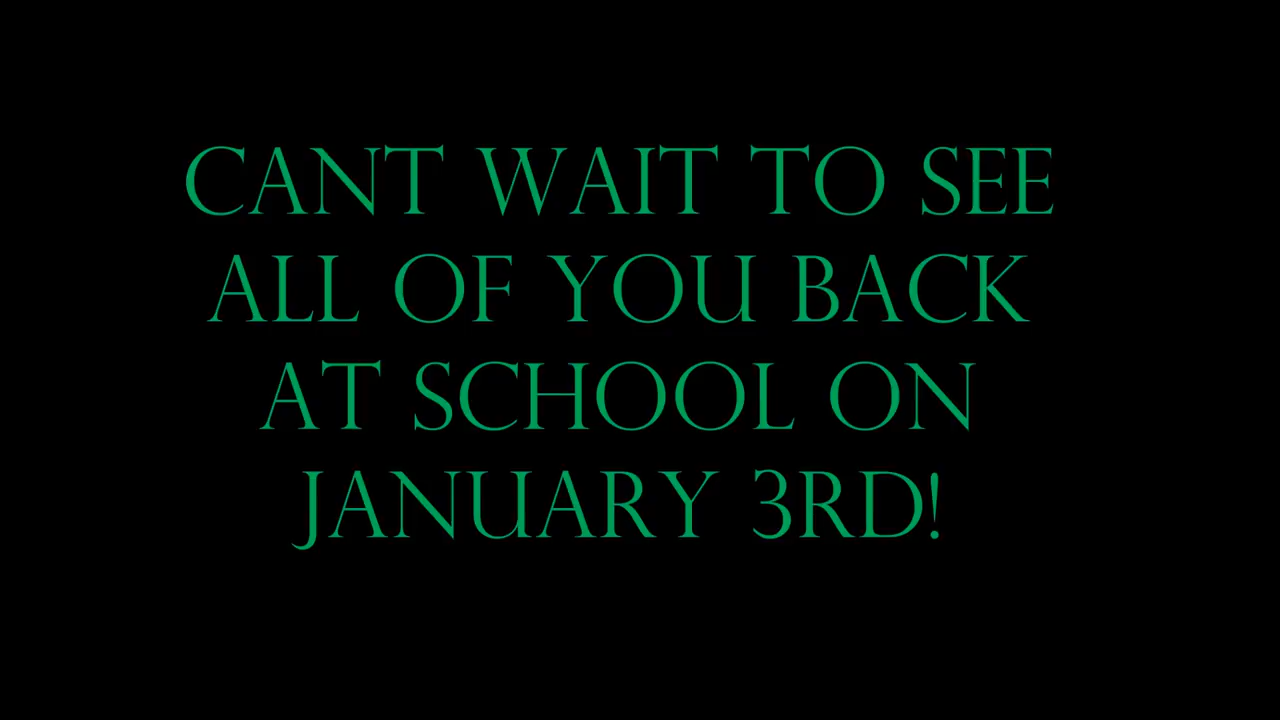 CANT WAIT TO SEE
ALL OF YOU BACK
AT SCHOOL ON
JANUARY 3RD!